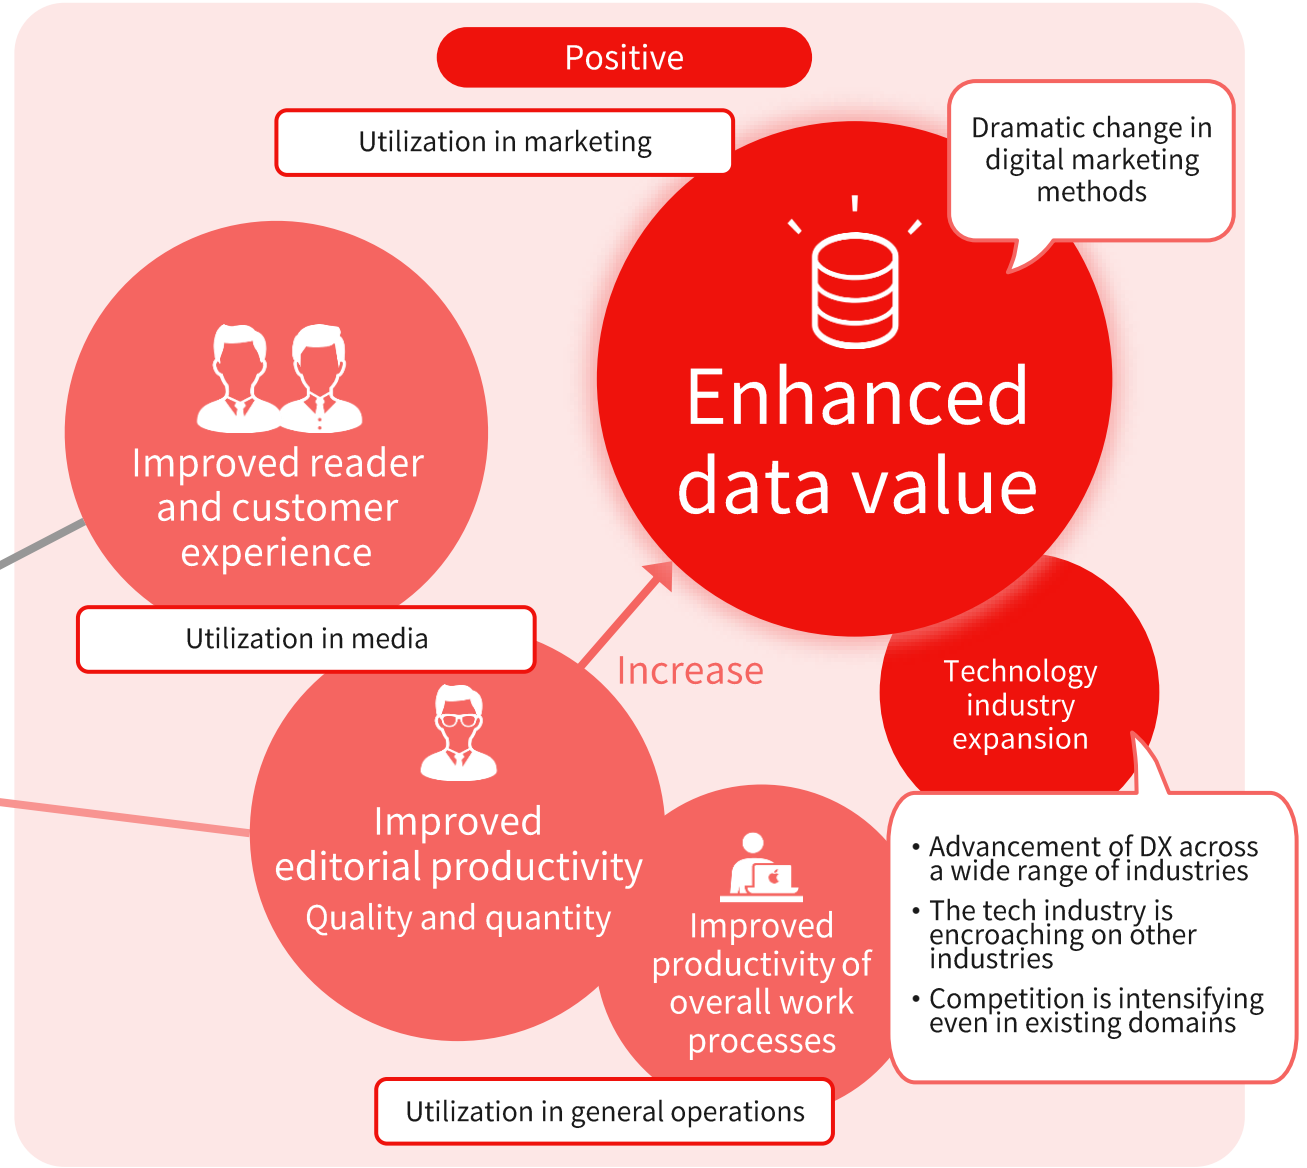 Positive
Utilization in marketing
Dramatic change in
digital marketing
methods
Enhanced
data value
Improved reader
and customer
experience
Utilization in media
Increase
Technology
industry
expansion
Improved
editorial productivity
Quality and quantity
Improved
productivity of
overall work
processes
• Advancement of DX across
a wide range of industries
• The tech industry is
encroaching on other
industries
• Competition is intensifying
even in existing domains
Utilization in general operations